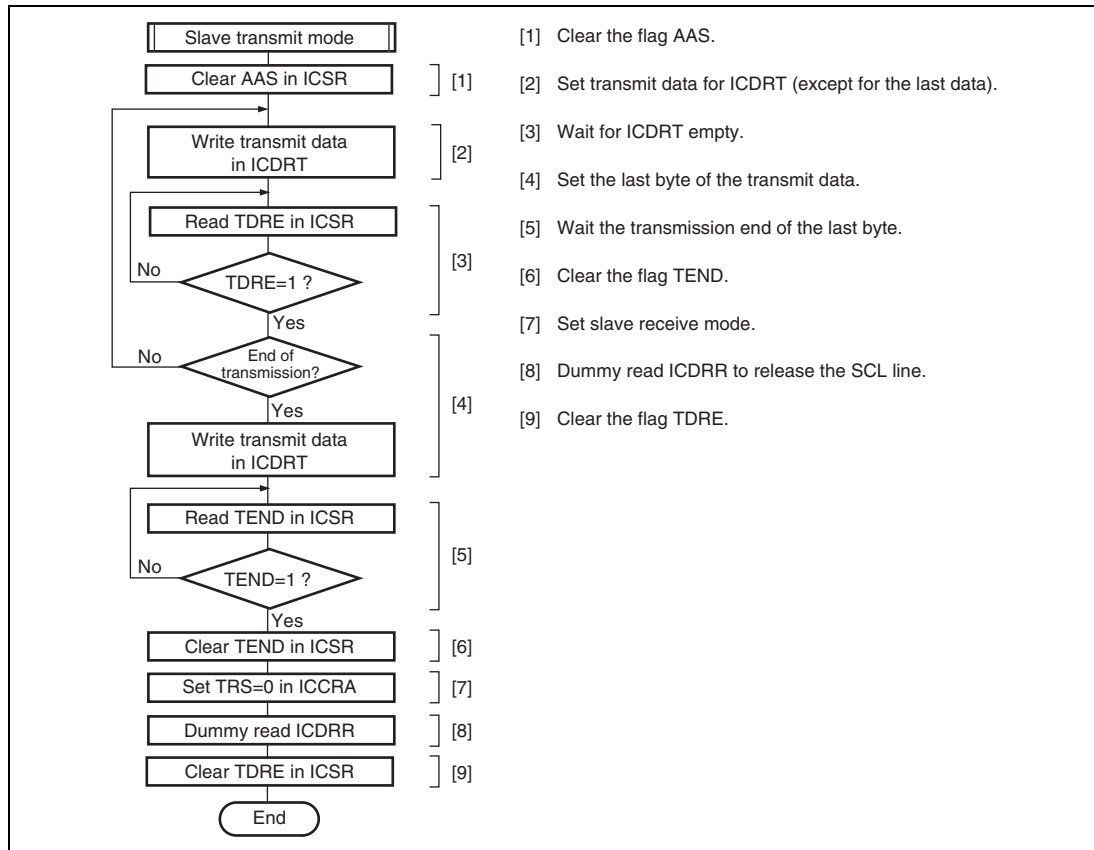 Slave transmit mode
Clear AAS in ICSR
[1]
Write transmit data
in ICDRT
[2]
Read TDRE in ICSR
No
TDRE=1 ?
[3]
Yes
No
End of
transmission?
[4]
Yes
Write transmit data
in ICDRT
Read TEND in ICSR
No
TEND=1 ?
[5]
Yes
Clear TEND in ICSR
[6]
Set TRS=0 in ICCRA
[7]
Dummy read ICDRR
[8]
Clear TDRE in ICSR
[9]
End
[1] Clear the flag AAS.
[2] Set transmit data for ICDRT (except for the last data).
[3] Wait for ICDRT empty.
[4] Set the last byte of the transmit data.
[5] Wait the transmission end of the last byte.
[6] Clear the flag TEND.
[7] Set slave receive mode.
[8] Dummy read ICDRR to release the SCL line.
[9] Clear the flag TDRE.